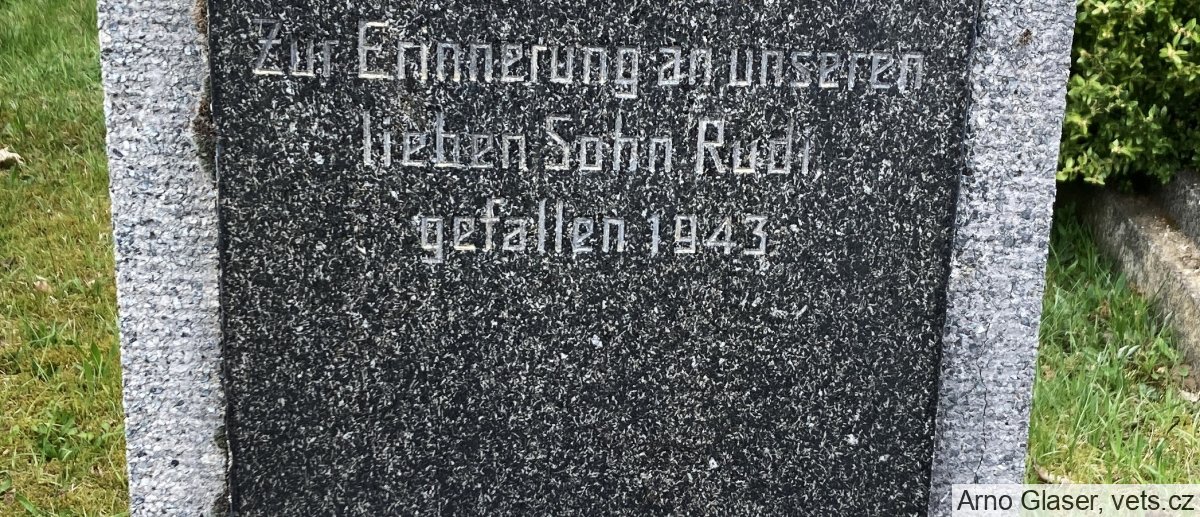 Zur Erinnerung an unseren
lieben Sohn Rudi,
gefallen 1943
Arno Glaser, vets.cz